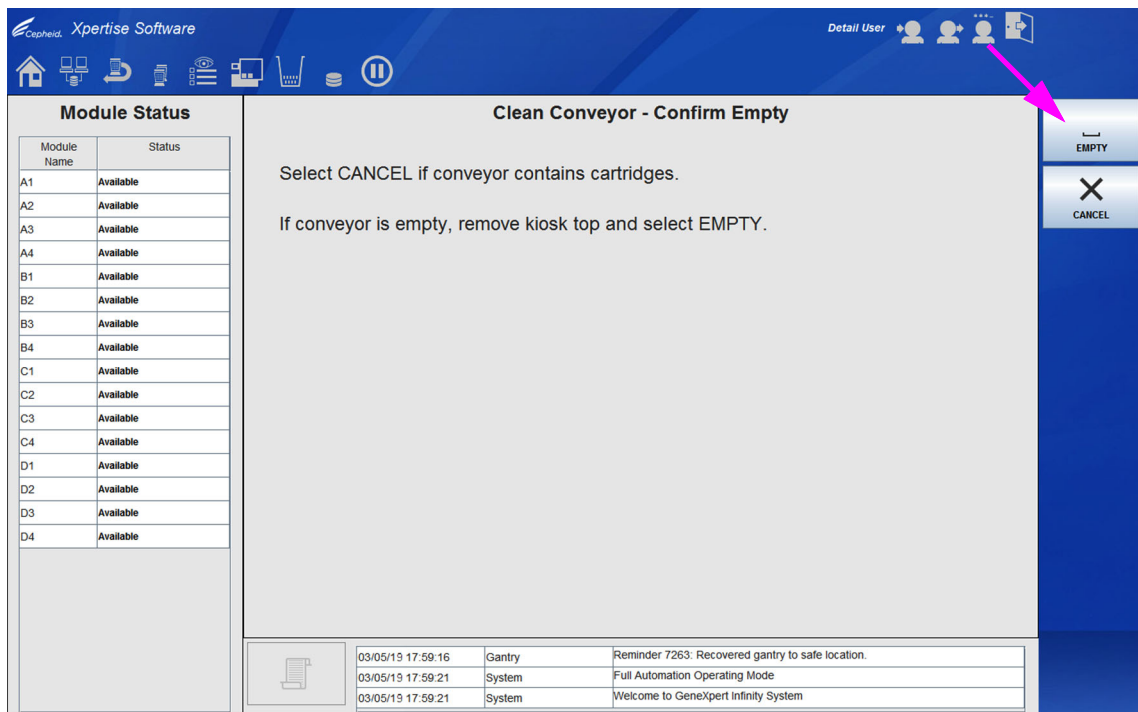 Cepheid. Xpertise Software
Detail User
Module Status
Module Name Status
A1 Available
A2 Available
A3 Available
A4 Available
B1 Available
B2 Available
B3 Available
B4 Available
C1 Available
C2 Available
C3 Available
C4 Available
D1 Available
D2 Available
D3 Available
D4 Available
Clean Conveyor - Confirm Empty
Select CANCEL if conveyor contains cartridges.
If conveyor is empty, remove kiosk top and select EMPTY.
EMPTY
CANCEL
03/05/19 17:59:16 Gantry Reminder 7263: Recovered gantry to safe location.
03/05/19 17:59:21 System Full Automation Operating Mode
03/05/19 17:59:21 System Welcome to GeneXpert Infinity System